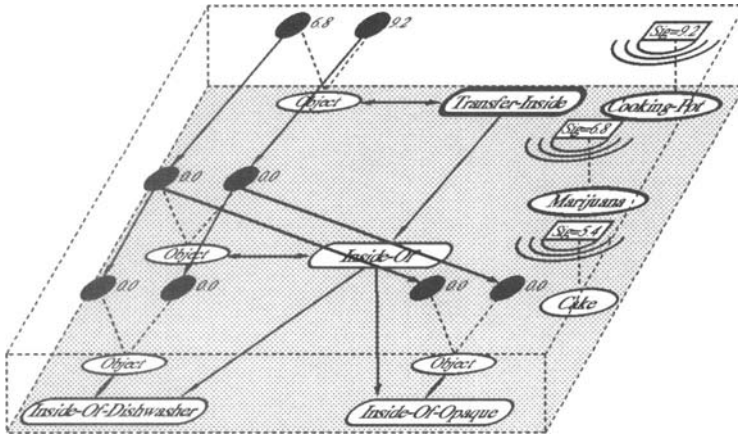 6.8
9.2
Sig=9.2
Object
Transfer-Inside
Cooking-Pot
Sig=6.8
0.0
0.0
Marijuana
Sig=5.4
Object
Inside-Of
0.0
0.0
0.0
0.0
Cake
Object
Object
Inside-Of-Dishwasher
Inside-Of-Opaque